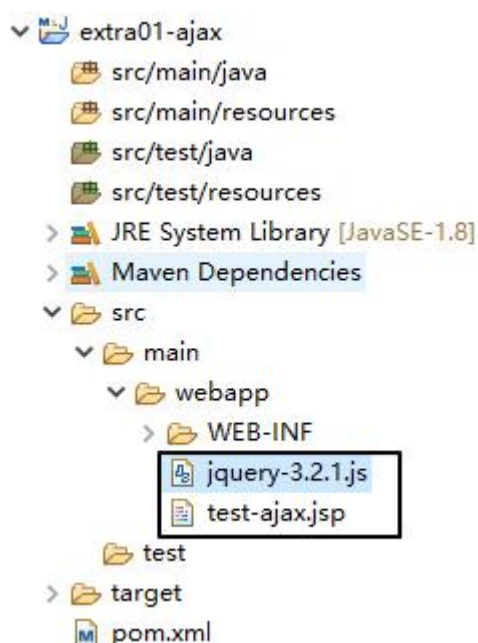 extra01-ajax
src/main/java
src/main/resources
src/test/java
src/test/resources
JRE System Library [JavaSE-1.8]
Maven Dependencies
src
main
webapp
WEB-INF
jquery-3.2.1.js
test-ajax.jsp
test
target
pom.xml